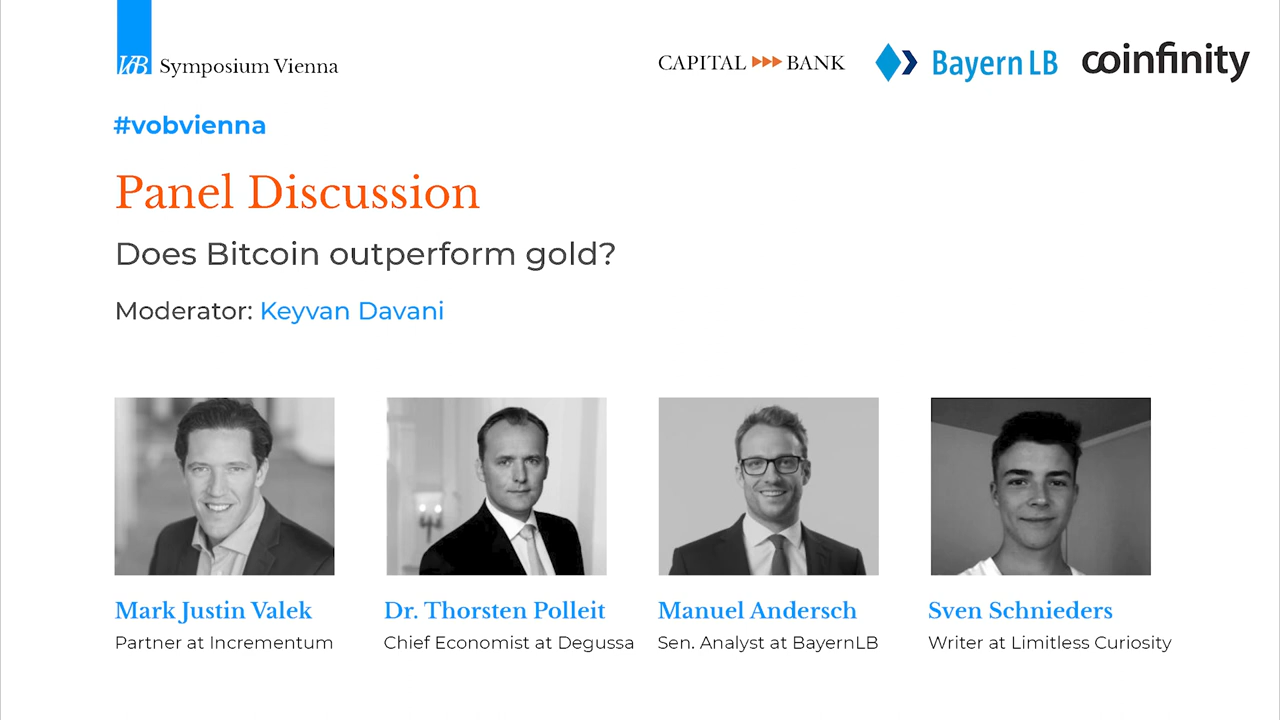 VoB Symposium Vienna
CAPITAL BANK
Bayern LB
coinfinity
#vobvienna
Panel Discussion
Does Bitcoin outperform gold?
Moderator: Keyvan Davani
Mark Justin Valek
Partner at Incrementum
Dr. Thorsten Polleit
Chief Economist at Degussa
Manuel Andersch
Sen. Analyst at BayernLB
Sven Schnieders
Writer at Limitless Curiosity